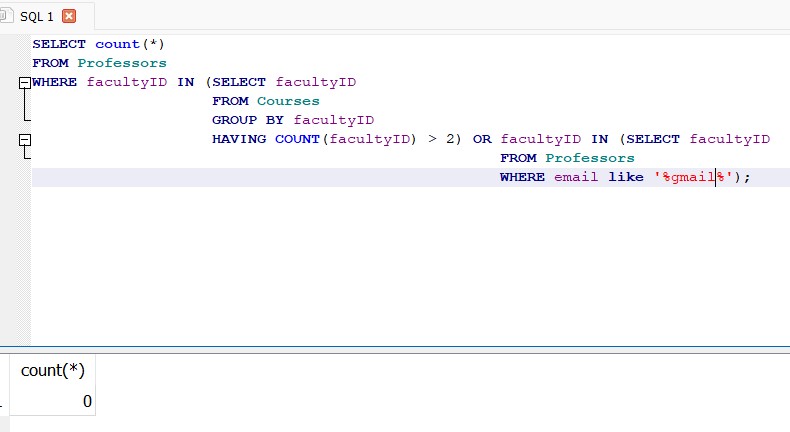 SQL 1
SELECT count(*)
FROM Professors
WHERE facultyID IN (SELECT facultyID
FROM Courses
GROUP BY facultyID
HAVING COUNT(facultyID) > 2) OR facultyID IN (SELECT facultyID
FROM Professors
WHERE email like '%gmail%');
count(*)
0